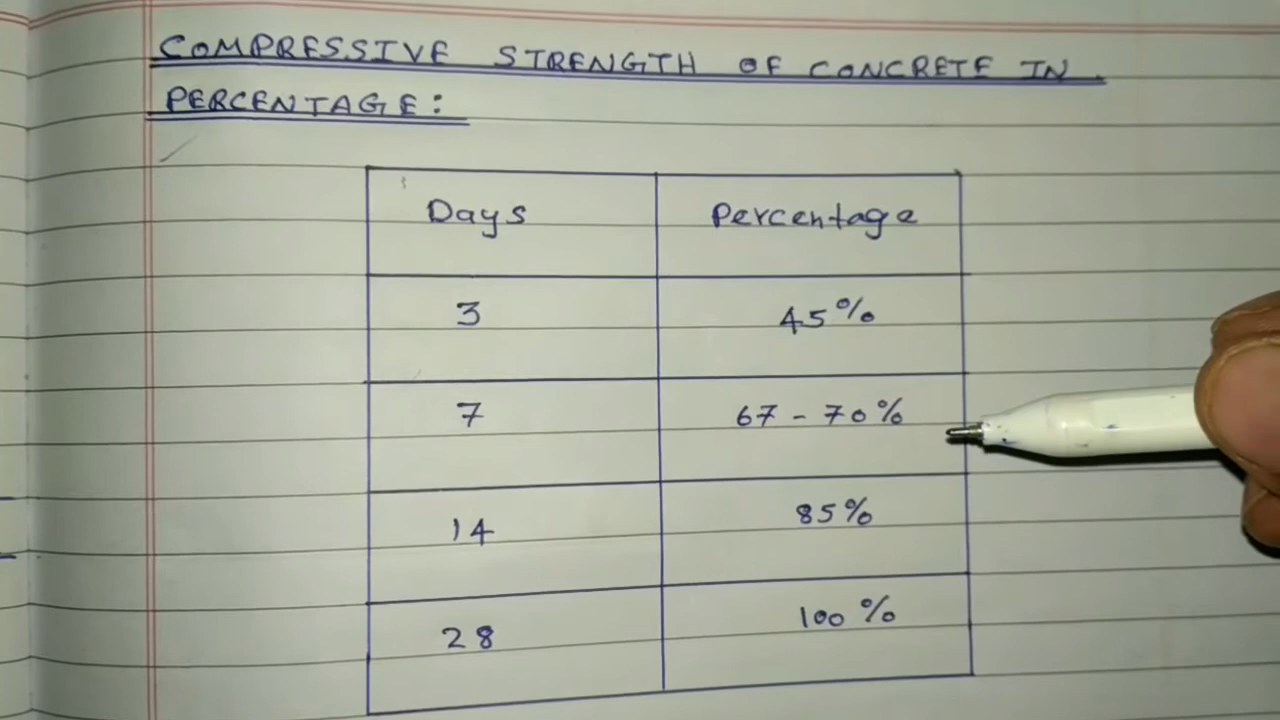 COMPRESSIVE STRENGTH OF CONCRETE IN
PERCENTAGE:
Days Percentage
3 45%
7 67 - 70%
14 85%
28 100%